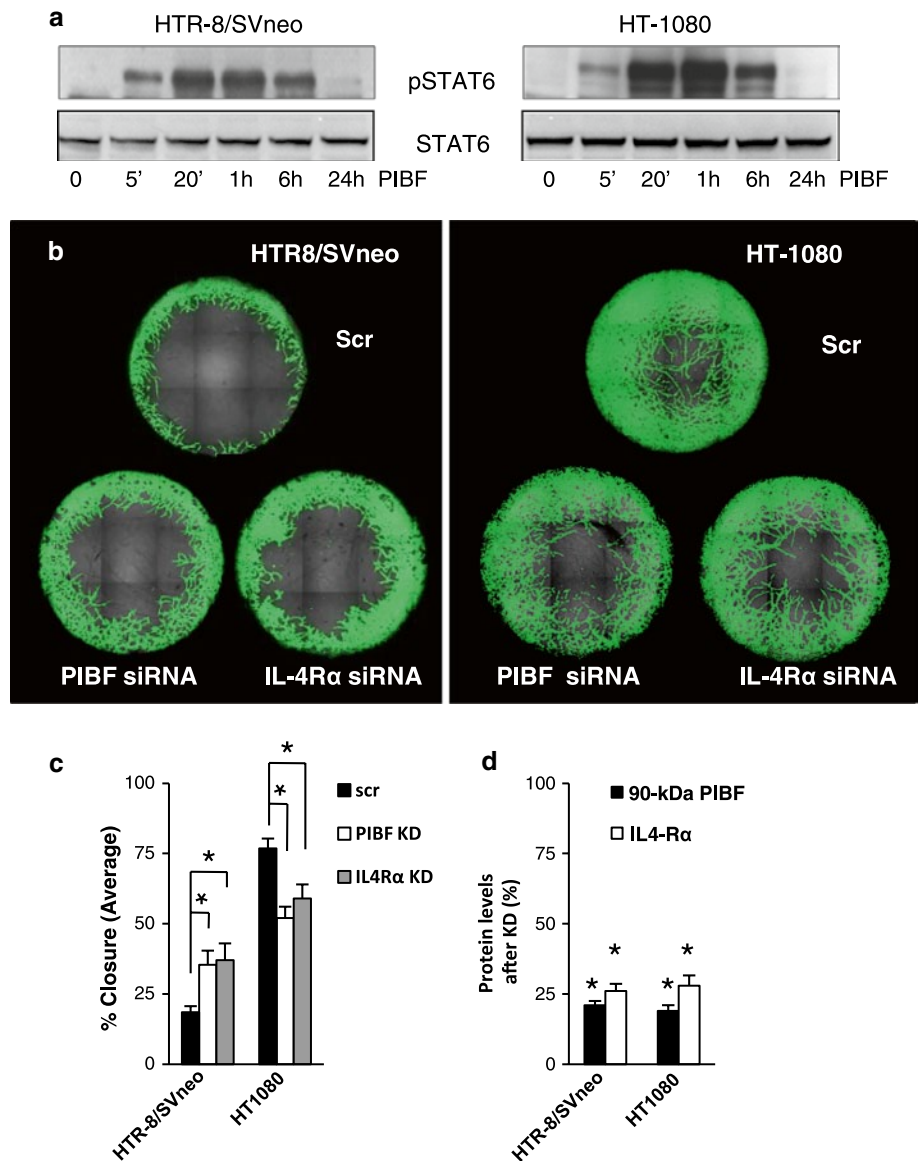 a
HTR-8/SVneo
HT-1080
pSTAT6
STAT6
0 5' 20' 1h 6h 24h PIBF
0 5' 20' 1h 6h 24h PIBF
b
HTR8/SVneo
Scr
PIBF siRNA
IL-4Rα siRNA
HT-1080
Scr
PIBF siRNA
IL-4Rα siRNA
c
% Closure (Average)
100
75
50
25
0
* * * *
scr
PIBF KD
IL4Rα KD
HTR-8/SVneo
HT1080
d
Protein levels
after KD (%)
100
75
50
25
0
90-kDa PIBF
IL4-Rα
* * * *
HTR-8/SVneo
HT1080